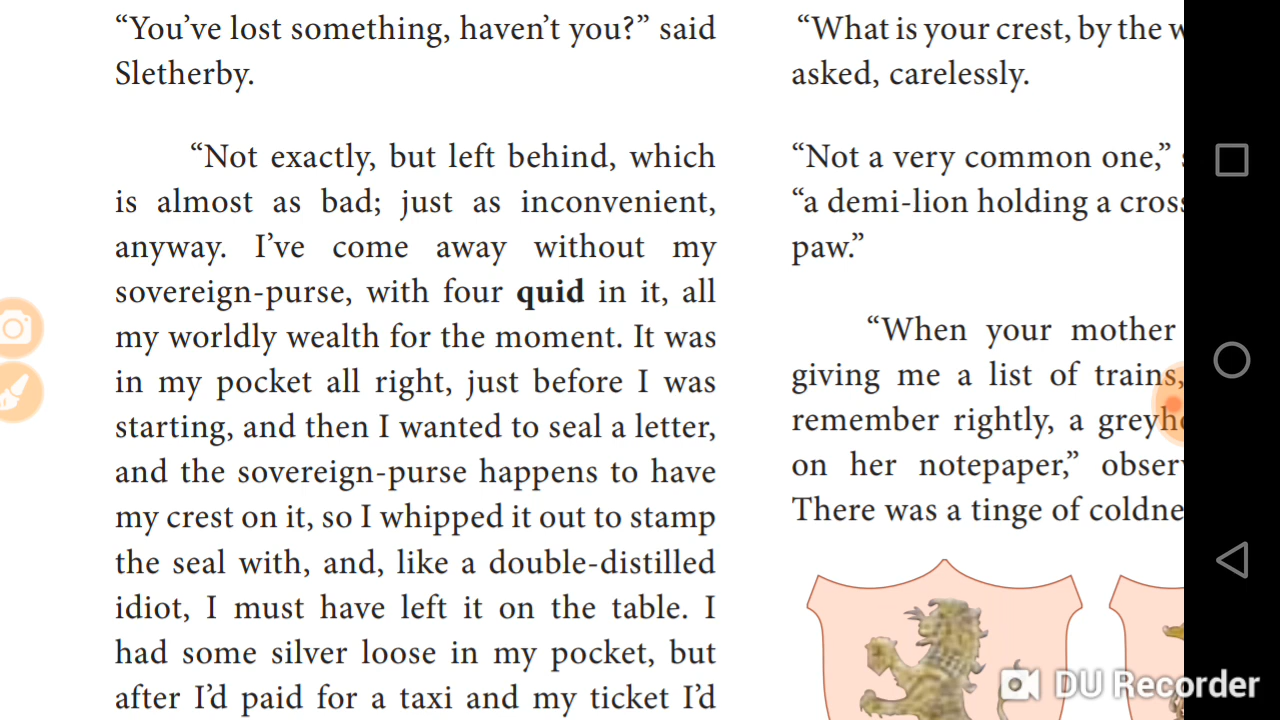 “You’ve lost something, haven’t you?” said
Sletherby.
“Not exactly, but left behind, which
is almost as bad; just as inconvenient,
anyway. I’ve come away without my
sovereign-purse, with four quid in it, all
my worldly wealth for the moment. It was
in my pocket all right, just before I was
starting, and then I wanted to seal a letter,
and the sovereign-purse happens to have
my crest on it, so I whipped it out to stamp
the seal with, and, like a double-distilled
idiot, I must have left it on the table. I
had some silver loose in my pocket, but
after I’d paid for a taxi and my ticket I’d
“What is your crest, by the
asked, carelessly.
“Not a very common one,”
“a demi-lion holding a
paw.”
“When your mother
giving me a list of trains,
remember rightly, a
on her notepaper,”
There was a tinge of
DU Recorder